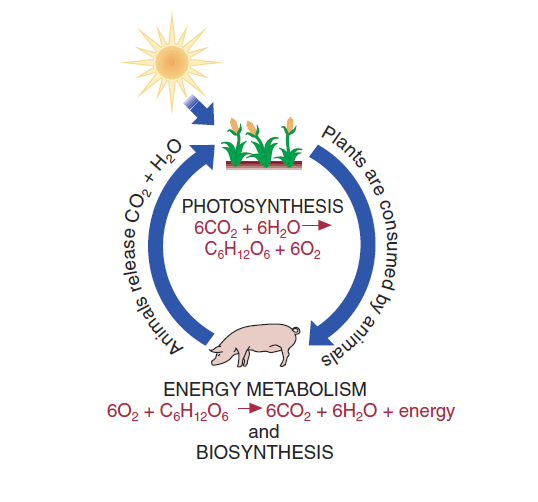 Animals release CO₂ + H₂O
Plants are consumed by animals
PHOTOSYNTHESIS
6CO₂ + 6H₂O→
C₆H₁₂O₆ + 6O₂
ENERGY METABOLISM
6O₂ + C₆H₁₂O₆ → 6CO₂ + 6H₂O + energy
and
BIOSYNTHESIS